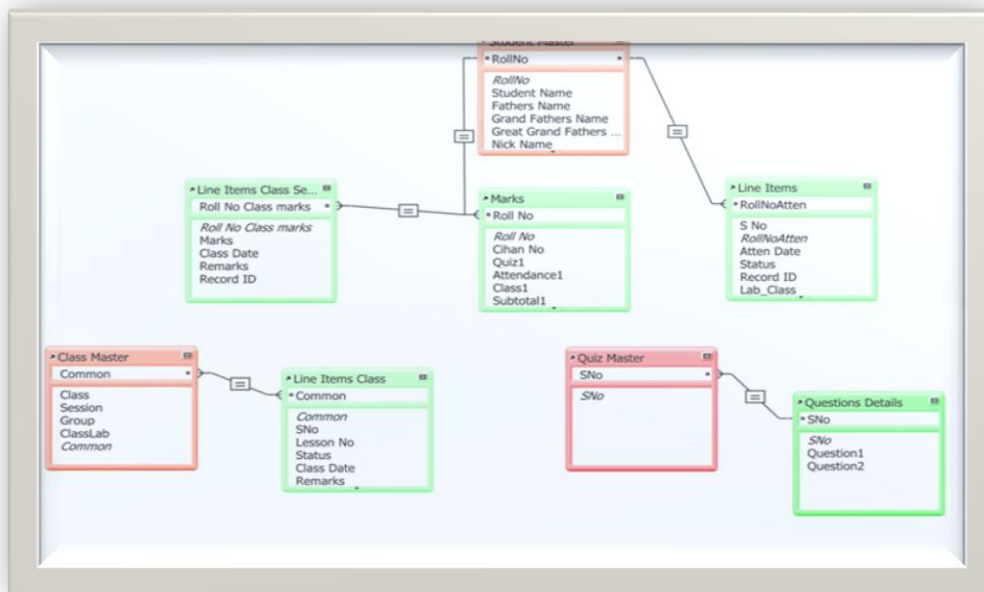 Student Master
RollNo
RollNo
Student Name
Fathers Name
Grand Fathers Name
Great Grand Fathers ...
Nick Name
Line Items Class Se...
Roll No Class marks
Roll No Class marks
Marks
Class Date
Remarks
Record ID
Marks
Roll No
Roll No
Cihan No
Quiz1
Attendance1
Class1
Subtotal1
Line Items
RollNoAtten
S No
RollNoAtten
Atten Date
Status
Record ID
Lab_Class
Class Master
Common
Class
Session
Group
ClassLab
Common
Line Items Class
Common
Common
SNo
Lesson No
Status
Class Date
Remarks
Quiz Master
SNo
SNo
Questions Details
SNo
SNo
Question1
Question2